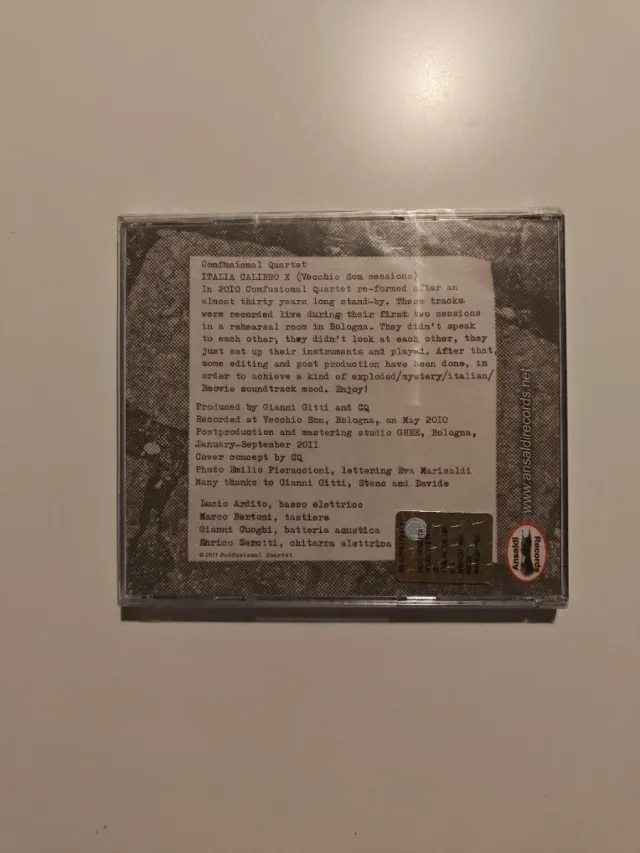 Confusional Quartet
ITALIA CALIBRO X (Vecchio Son sessions)
In 2010 Confusional Quartet re-formed after an
almost thirty years long stand-by. These tracks
were recorded live during their first two sessions
in a rehearsal room in Bologna. They didn't speak
to each other, they didn't look at each other, they
just set up their instruments and played. After that,
some editing and post production have been done, in
order to achieve a kind of exploded/mystery/italian/
Bmovie soundtrack mood. Enjoy!
Produced by Gianni Gitti and CQ
Recorded at Vecchio Son, Bologna, on May 2010
Postproduction and mastering studio GHEE, Bologna,
January-September 2011
Cover concept by CQ
Photo Emilio Pieraccioni, lettering Eva Marisaldi
Many thanks to Gianni Gitti, Steno and Davide
Lucio Ardito, basso elettrico
Marco Bertoni, tastiere
Gianni Cuoghi, batteria acustica
Enrico Serotti, chitarra elettrica
© 2011 Confusional Quartet
www.ansaldirecords.net
Ansaldi
Records